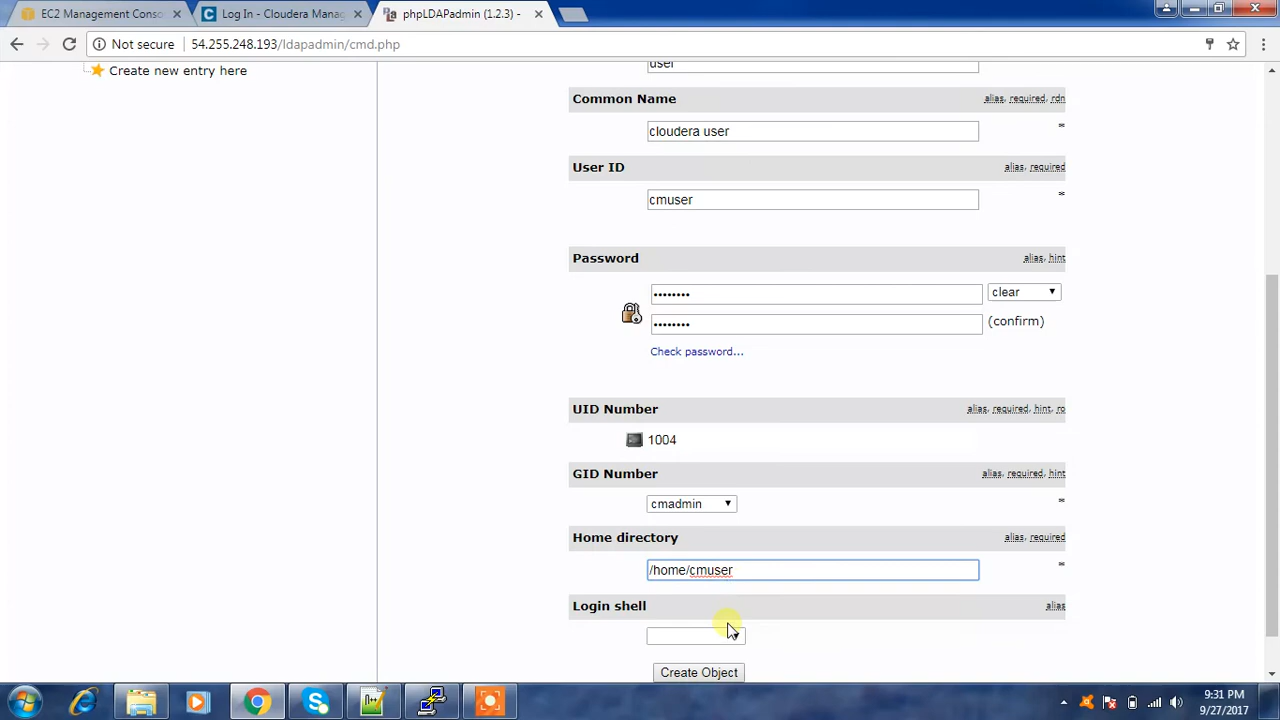 EC2 Management Conso
Log In - Cloudera Manag
phpLDAPadmin (1.2.3) -
Not secure
54.255.248.193/ldapadmin/cmd.php
Create new entry here
user
Common Name
alias, required, rdn
cloudera user
*
User ID
alias, required
cmuser
*
Password
alias, hint
••••••••
clear
••••••••
(confirm)
Check password...
UID Number
alias, required, hint, ro
1004
GID Number
alias, required, hint
cmadmin
*
Home directory
alias, required
/home/cmuser
*
Login shell
alias
Create Object
9:31 PM
9/27/2017